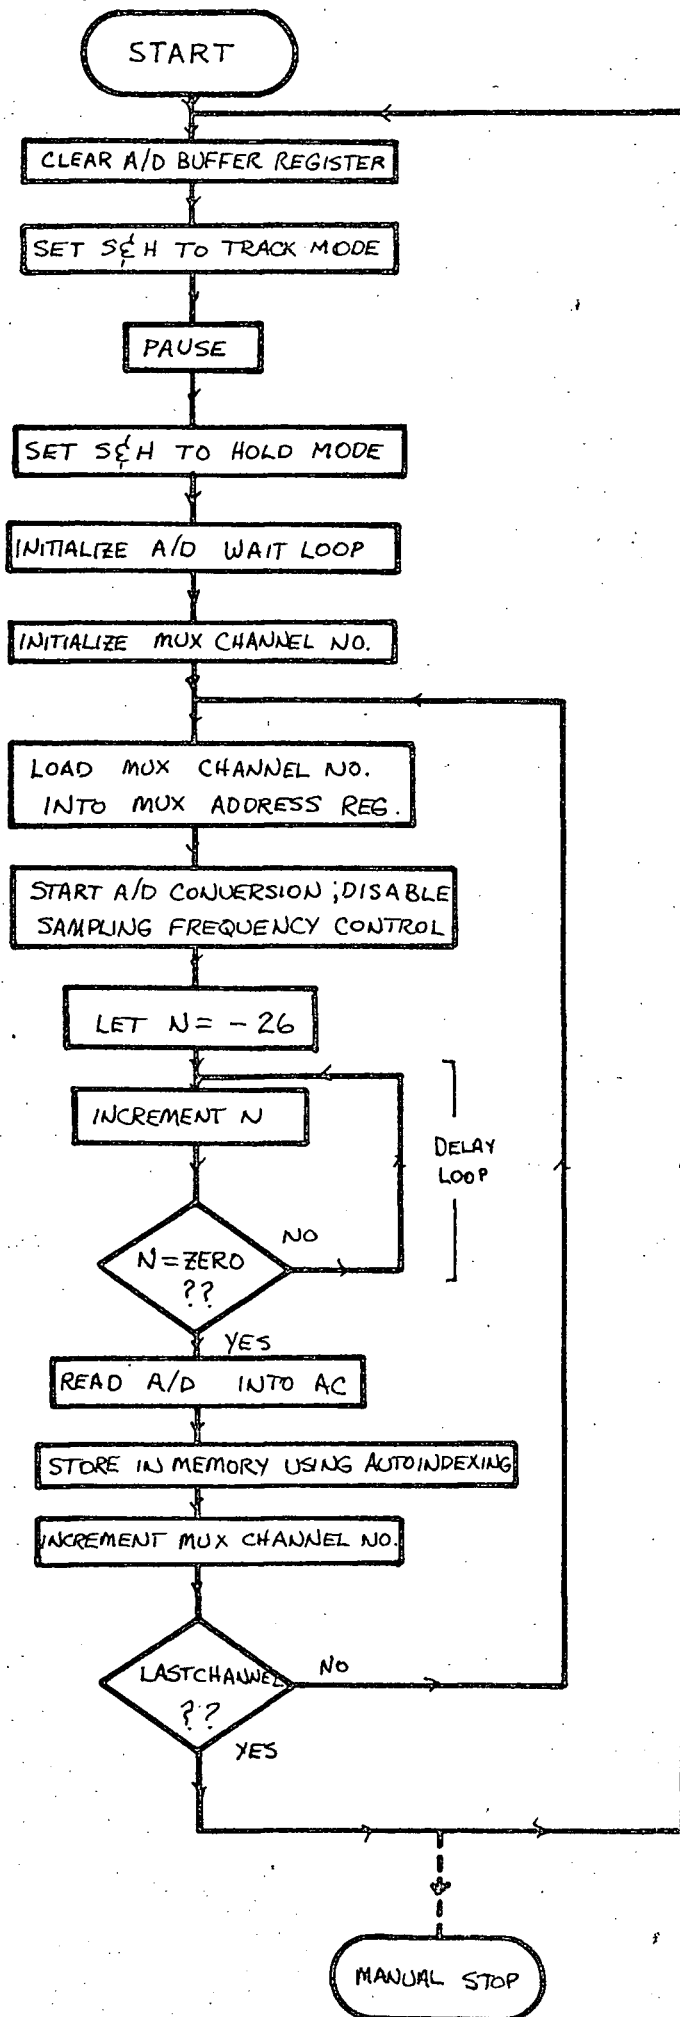 START
CLEAR A/D BUFFER REGISTER
SET S&H TO TRACK MODE
PAUSE
SET S&H TO HOLD MODE
INITIALIZE A/D WAIT LOOP
INITIALIZE MUX CHANNEL NO.
LOAD MUX CHANNEL NO.
INTO MUX ADDRESS REG.
START A/D CONVERSION ; DISABLE
SAMPLING FREQUENCY CONTROL
LET N = - 26
INCREMENT N
DELAY
LOOP
N = ZERO
??
NO
YES
READ A/D INTO AC
STORE IN MEMORY USING AUTOINDEXING
INCREMENT MUX CHANNEL NO.
LAST CHANNEL
??
NO
YES
MANUAL STOP